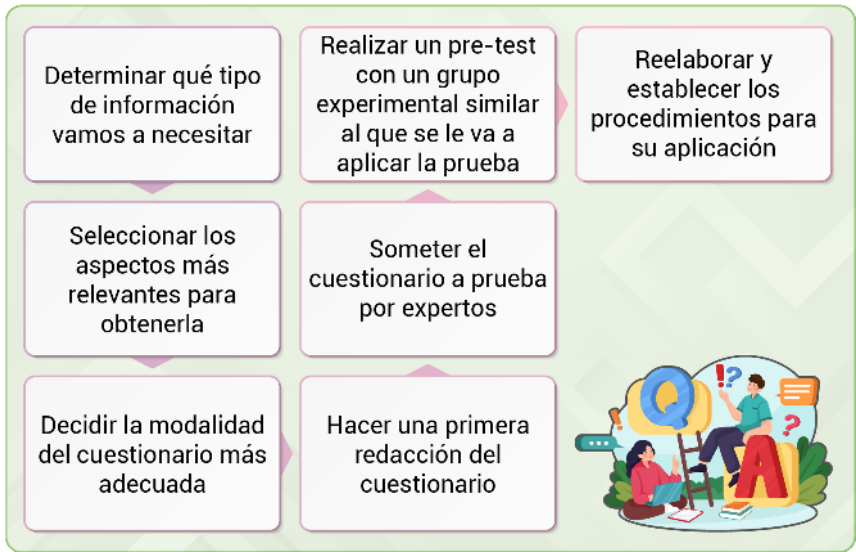 Determinar qué tipo
de información
vamos a necesitar
Seleccionar los
aspectos más
relevantes para
obtenerla
Decidir la modalidad
del cuestionario más
adecuada
Hacer una primera
redacción del
cuestionario
Someter el
cuestionario a prueba
por expertos
Realizar un pre-test
con un grupo
experimental similar
al que se le va a
aplicar la prueba
Reelaborar y
establecer los
procedimientos para
su aplicación
Q
!?
?
!
A